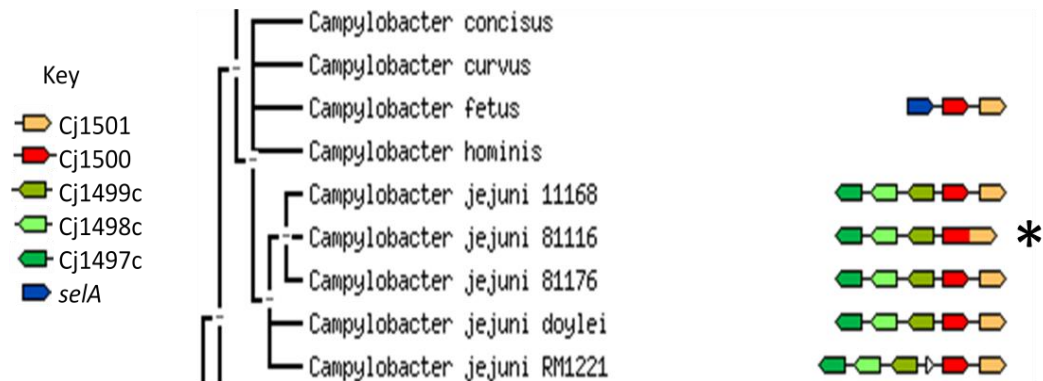 Key
Cj1501
Cj1500
Cj1499c
Cj1498c
Cj1497c
selA
Campylobacter concisus
Campylobacter curvus
Campylobacter fetus
Campylobacter hominis
Campylobacter jejuni 11168
Campylobacter jejuni 81116
*
Campylobacter jejuni 81176
Campylobacter jejuni doylei
Campylobacter jejuni RM1221